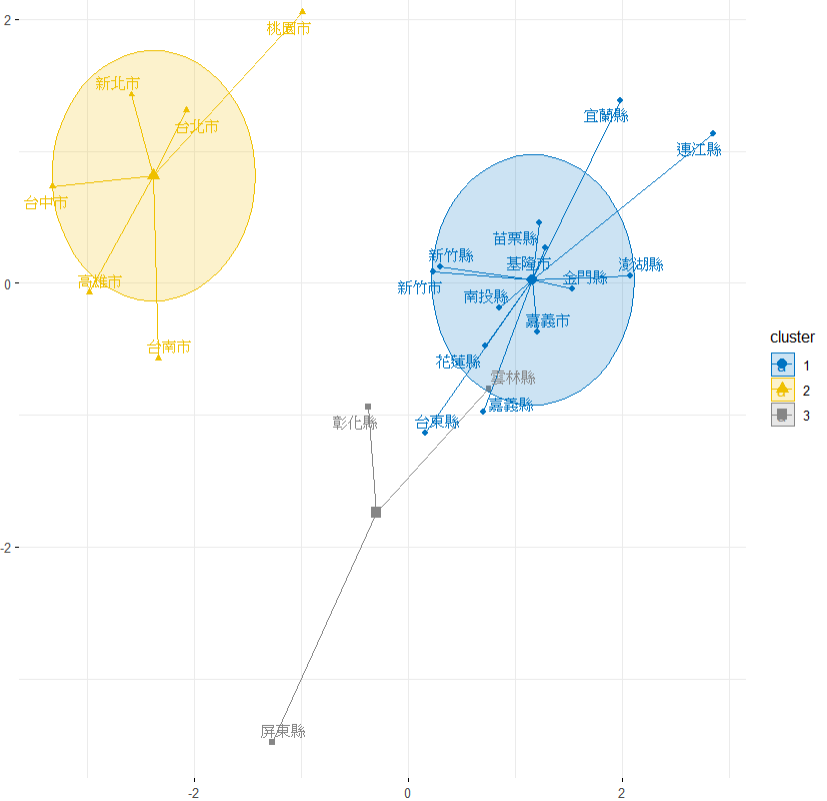 2
桃園市
新北市
台北市
宜蘭縣
連江縣
台中市
苗栗縣
新竹縣
基隆市
澎湖縣
高雄市
金門縣
新竹市
0
南投縣
嘉義市
台南市
花蓮縣
雲林縣
嘉義縣
台東縣
彰化縣
-2
屏東縣
-2
0
2
cluster
1
2
3